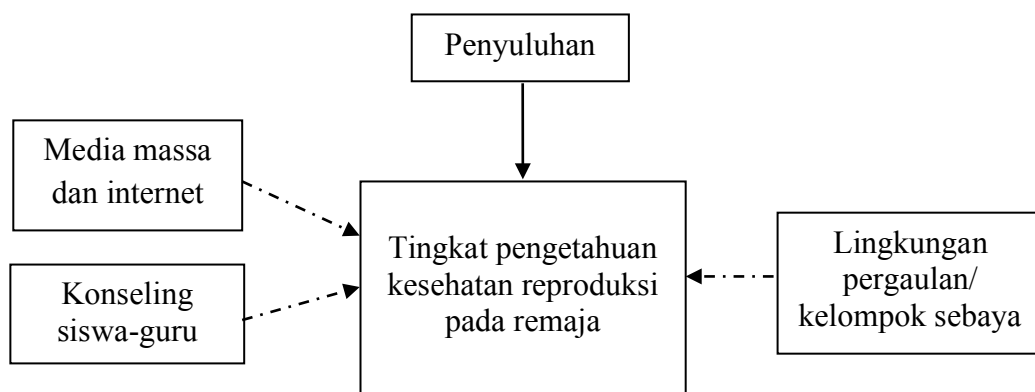 Penyuluhan
Media massa
dan internet
Tingkat pengetahuan
kesehatan reproduksi
pada remaja
Konseling
siswa-guru
Lingkungan
pergaulan/
kelompok sebaya